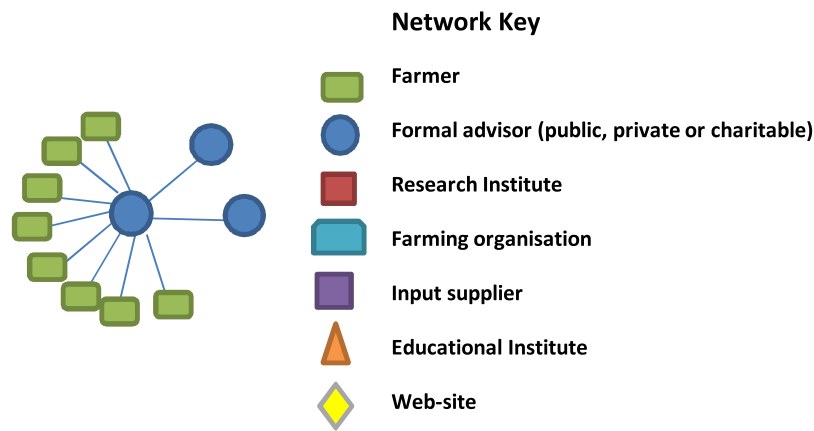 Network Key
Farmer
Formal advisor (public, private or charitable)
Research Institute
Farming organisation
Input supplier
Educational Institute
Web-site